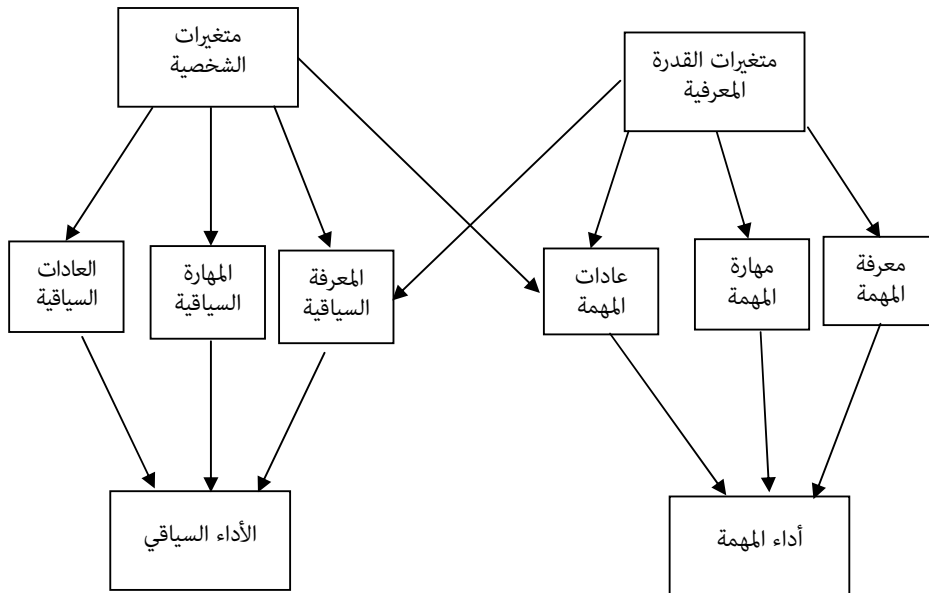 متغيرات القدرة
المعرفية
متغيرات
الشخصية
معرفة
المهمة
مهارة
المهمة
عادات
المهمة
المعرفة
السياقية
المهارة
السياقية
العادات
السياقية
أداء المهمة
الأداء السياقي